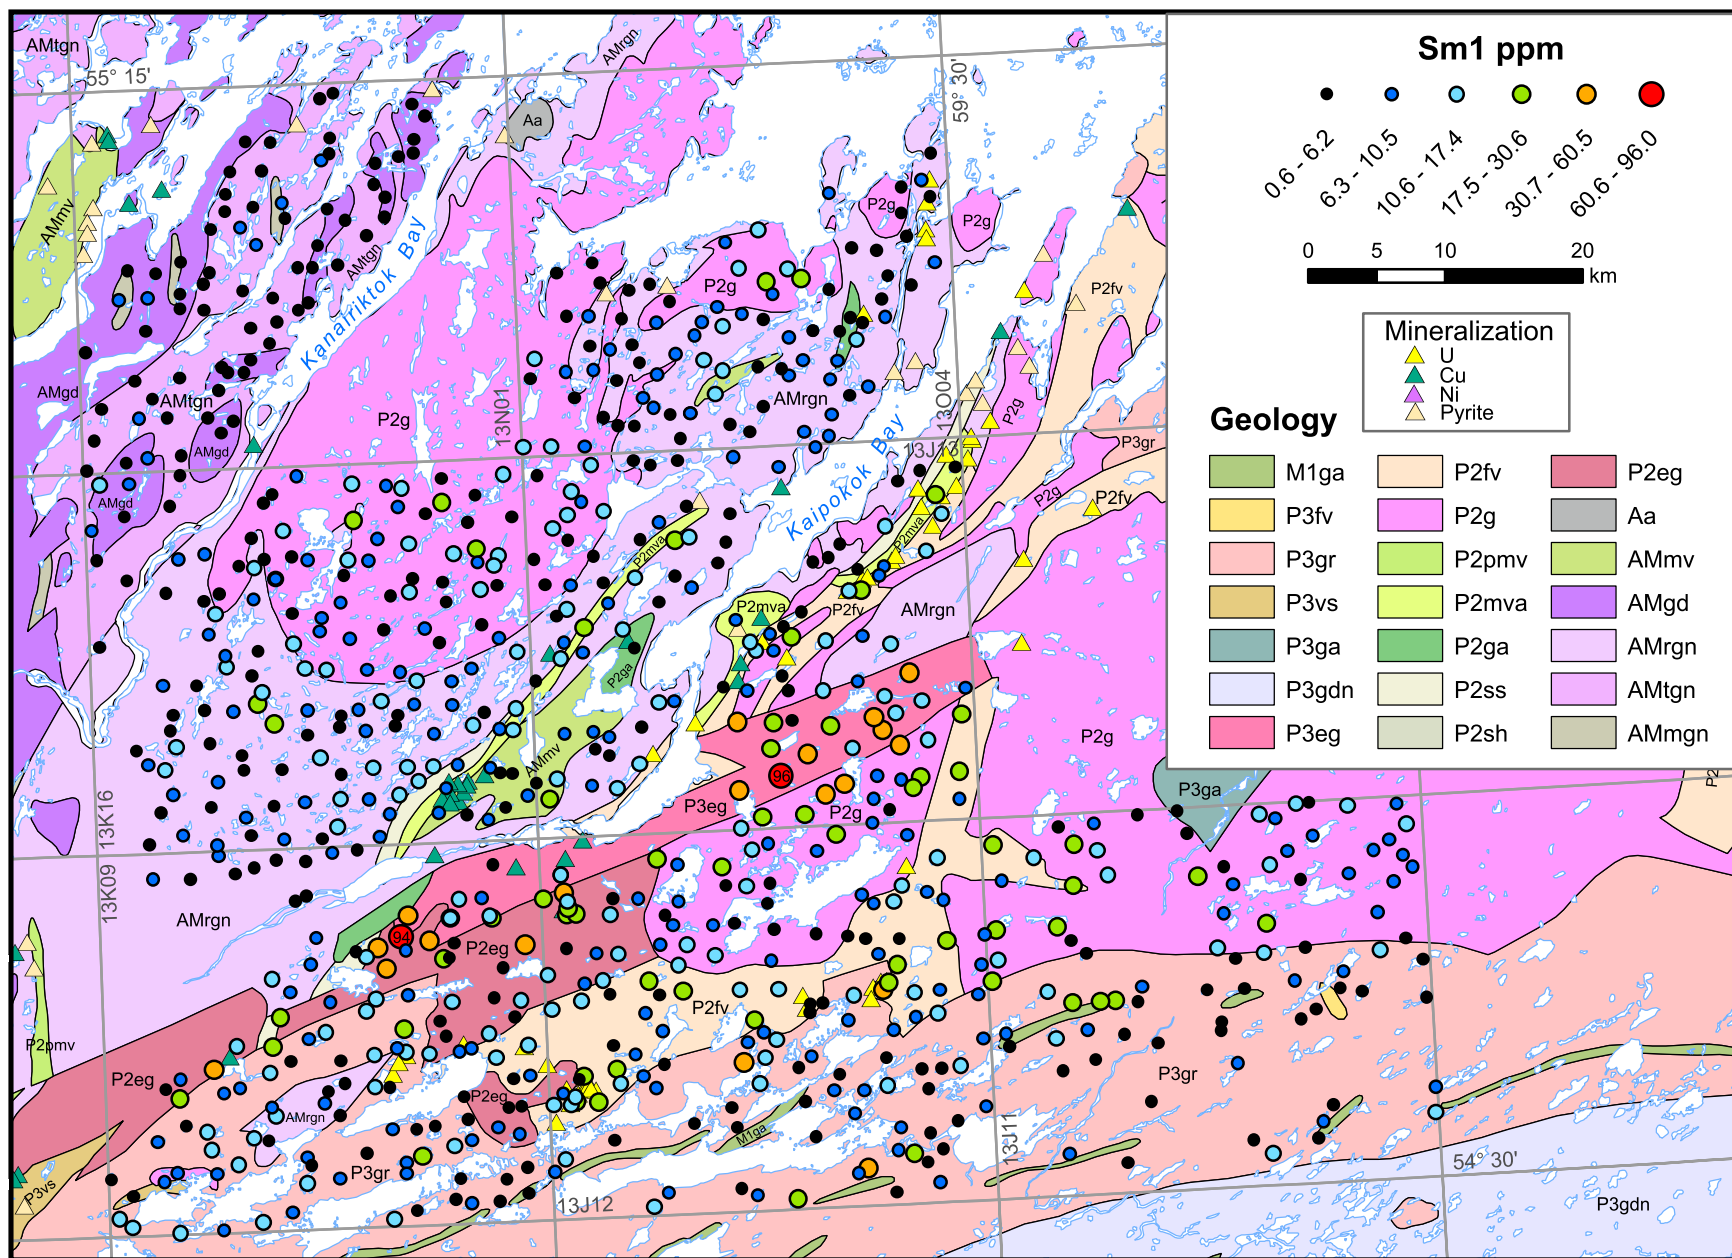 Sm1 ppm
0.6 - 6.2
6.3 - 10.5
10.6 - 17.4
17.5 - 30.6
30.7 - 60.5
60.6 - 96.0
0 5 10 20
km
Mineralization
U
Cu
Ni
Pyrite
Geology
M1ga
P3fv
P3gr
P3vs
P3ga
P3gdn
P3eg
P2fv
P2g
P2pmv
P2mva
P2ga
P2ss
P2sh
P2eg
Aa
AMmv
AMgd
AMrgn
AMtgn
AMmgn
AMtgn
55° 15'
AMrgn
59° 30'
Aa
AMmv
P2g
P2g
AMtgn
Kanairiktok Bay
P2g
P2fv
AMgd
AMtgn
P2g
13N01
AMrgn
13O04
P2g
AMgd
13J13
P3gr
AMgd
P2g
P2fv
Kaipokok Bay
P2mva
P2mva
P2mva
P2fv
AMrgn
P2ga
AMmv
P2g
96
P3eg
P2g
P3ga
13K16
13K09
AMrgn
94
P2eg
P2fv
P2pmv
P2eg
P2eg
AMrgn
M1ga
P3gr
13J11
P3gr
P3vs
54° 30'
13J12
P3gdn